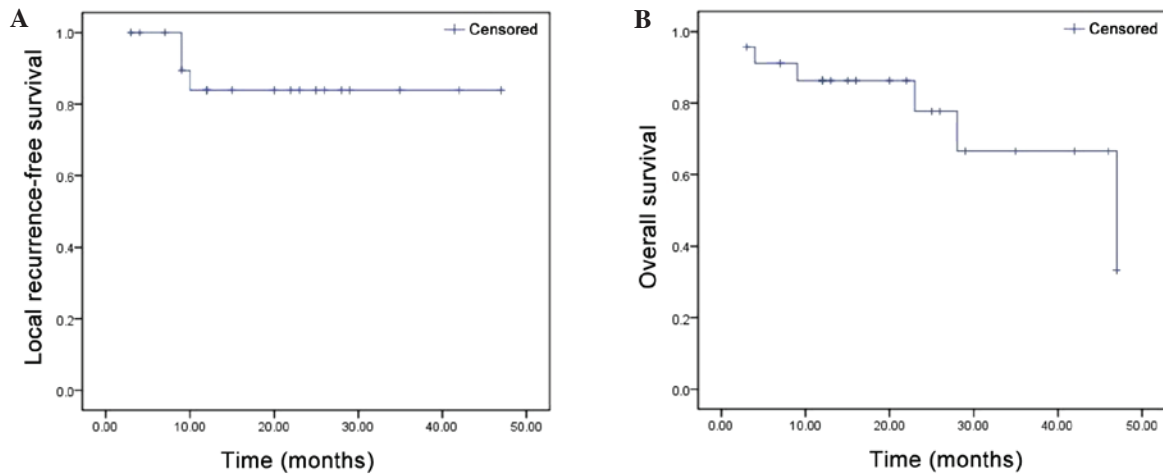 A
Censored
1.0
0.8
0.6
0.4
0.2
0.0
Local recurrence-free survival
0.00 10.00 20.00 30.00 40.00 50.00
Time (months)
B
Censored
1.0
0.8
0.6
0.4
0.2
0.0
Overall survival
0.00 10.00 20.00 30.00 40.00 50.00
Time (months)